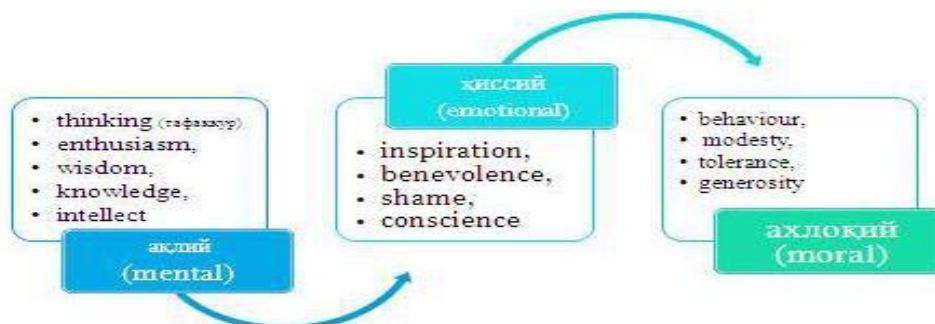 • thinking (тафаккур)
• enthusiasm,
• wisdom,
• knowledge,
• intellect
ақлий
(mental)
ҳиссий
(emotional)
• inspiration,
• benevolence,
• shame,
• conscience
• behaviour,
• modesty,
• tolerance,
• generosity
ахлоқий
(moral)